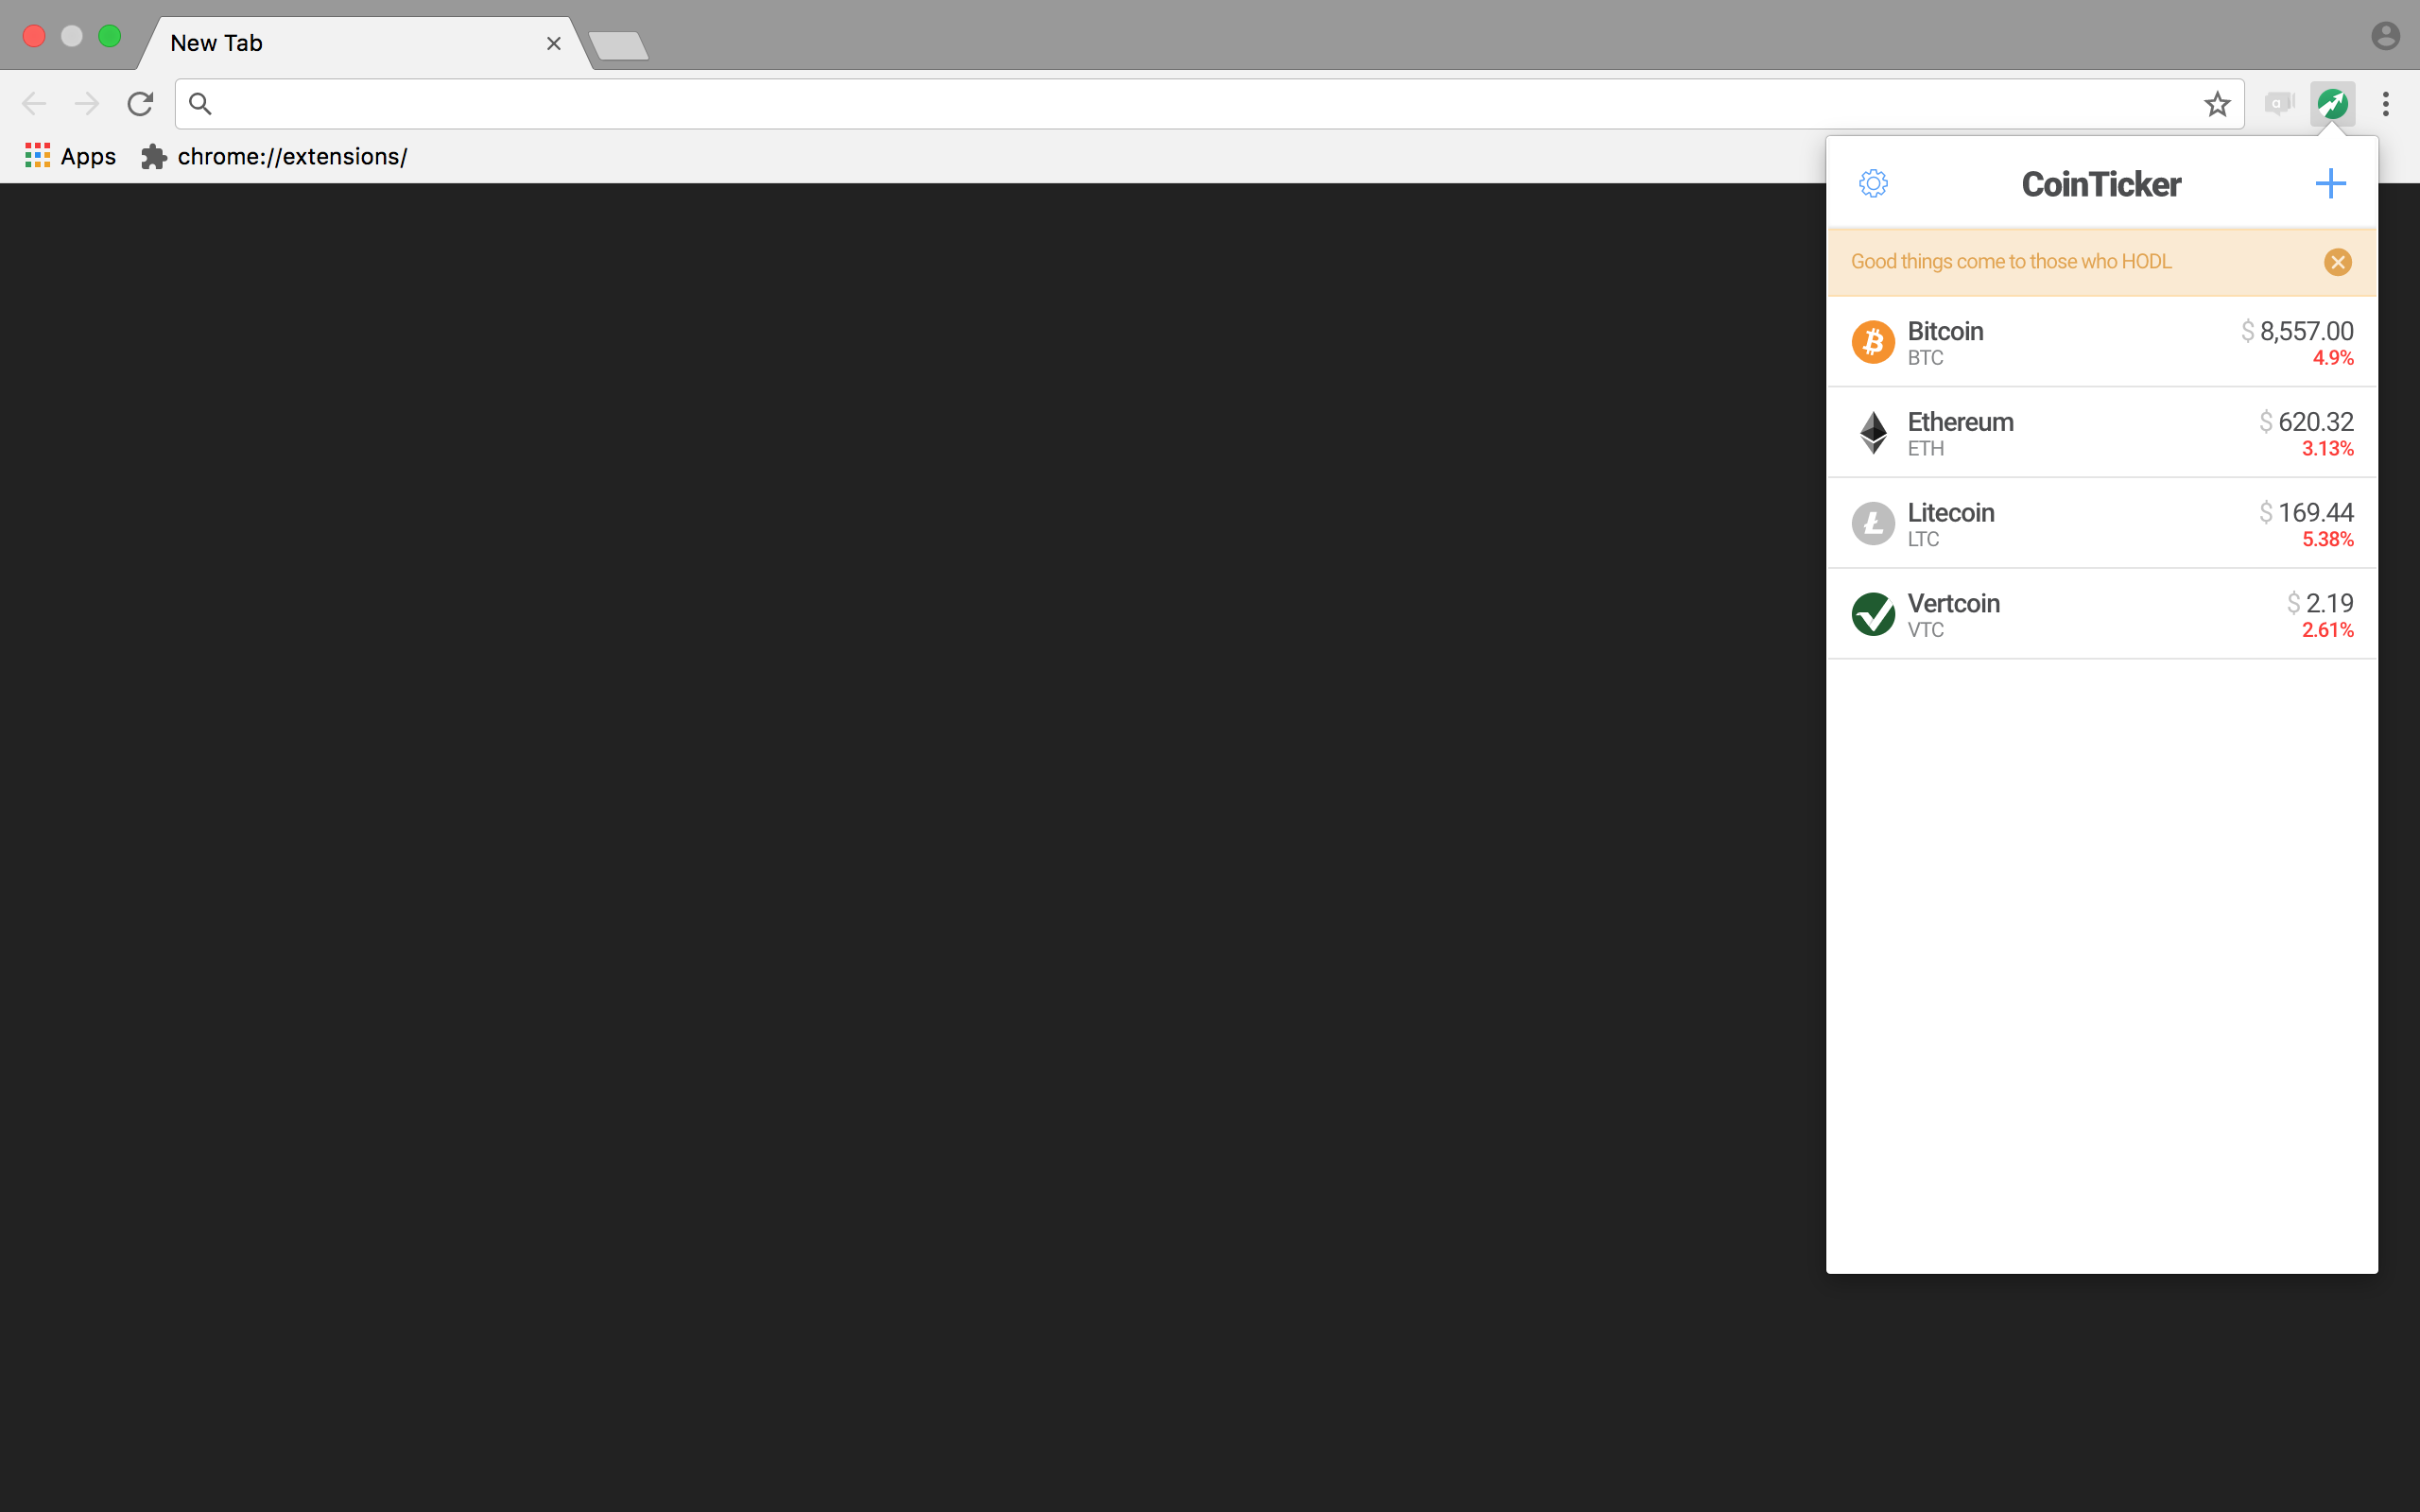 New Tab
Apps chrome://extensions/
CoinTicker
Good things come to those who HODL
Bitcoin $ 8,557.00
BTC 4.9%
Ethereum $ 620.32
ETH 3.13%
Litecoin $ 169.44
LTC 5.38%
Vertcoin $ 2.19
VTC 2.61%